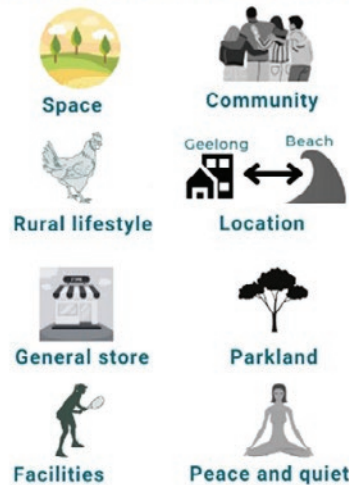 Space
Community
Rural lifestyle
Geelong
Beach
Location
General store
Parkland
Facilities
Peace and quiet